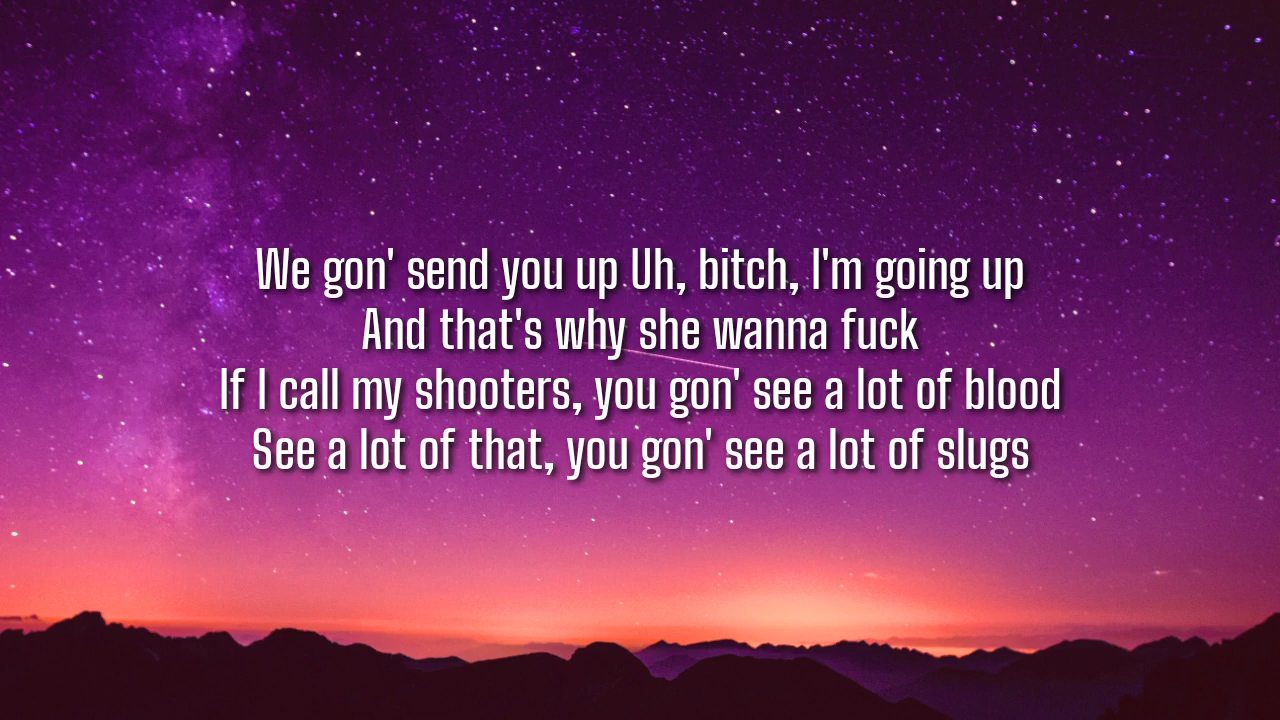 We gon' send you up Uh, bitch, I'm going up
And that's why she wanna fuck
If I call my shooters, you gon' see a lot of blood
See a lot of that, you gon' see a lot of slugs